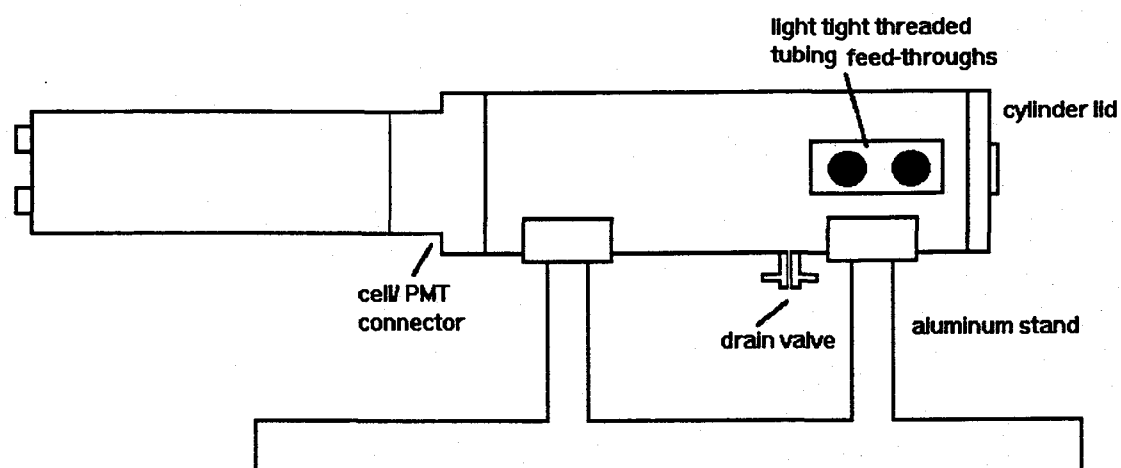 light tight threaded
tubing feed-throughs
cylinder lid
cell/ PMT
connector
drain valve
aluminum stand